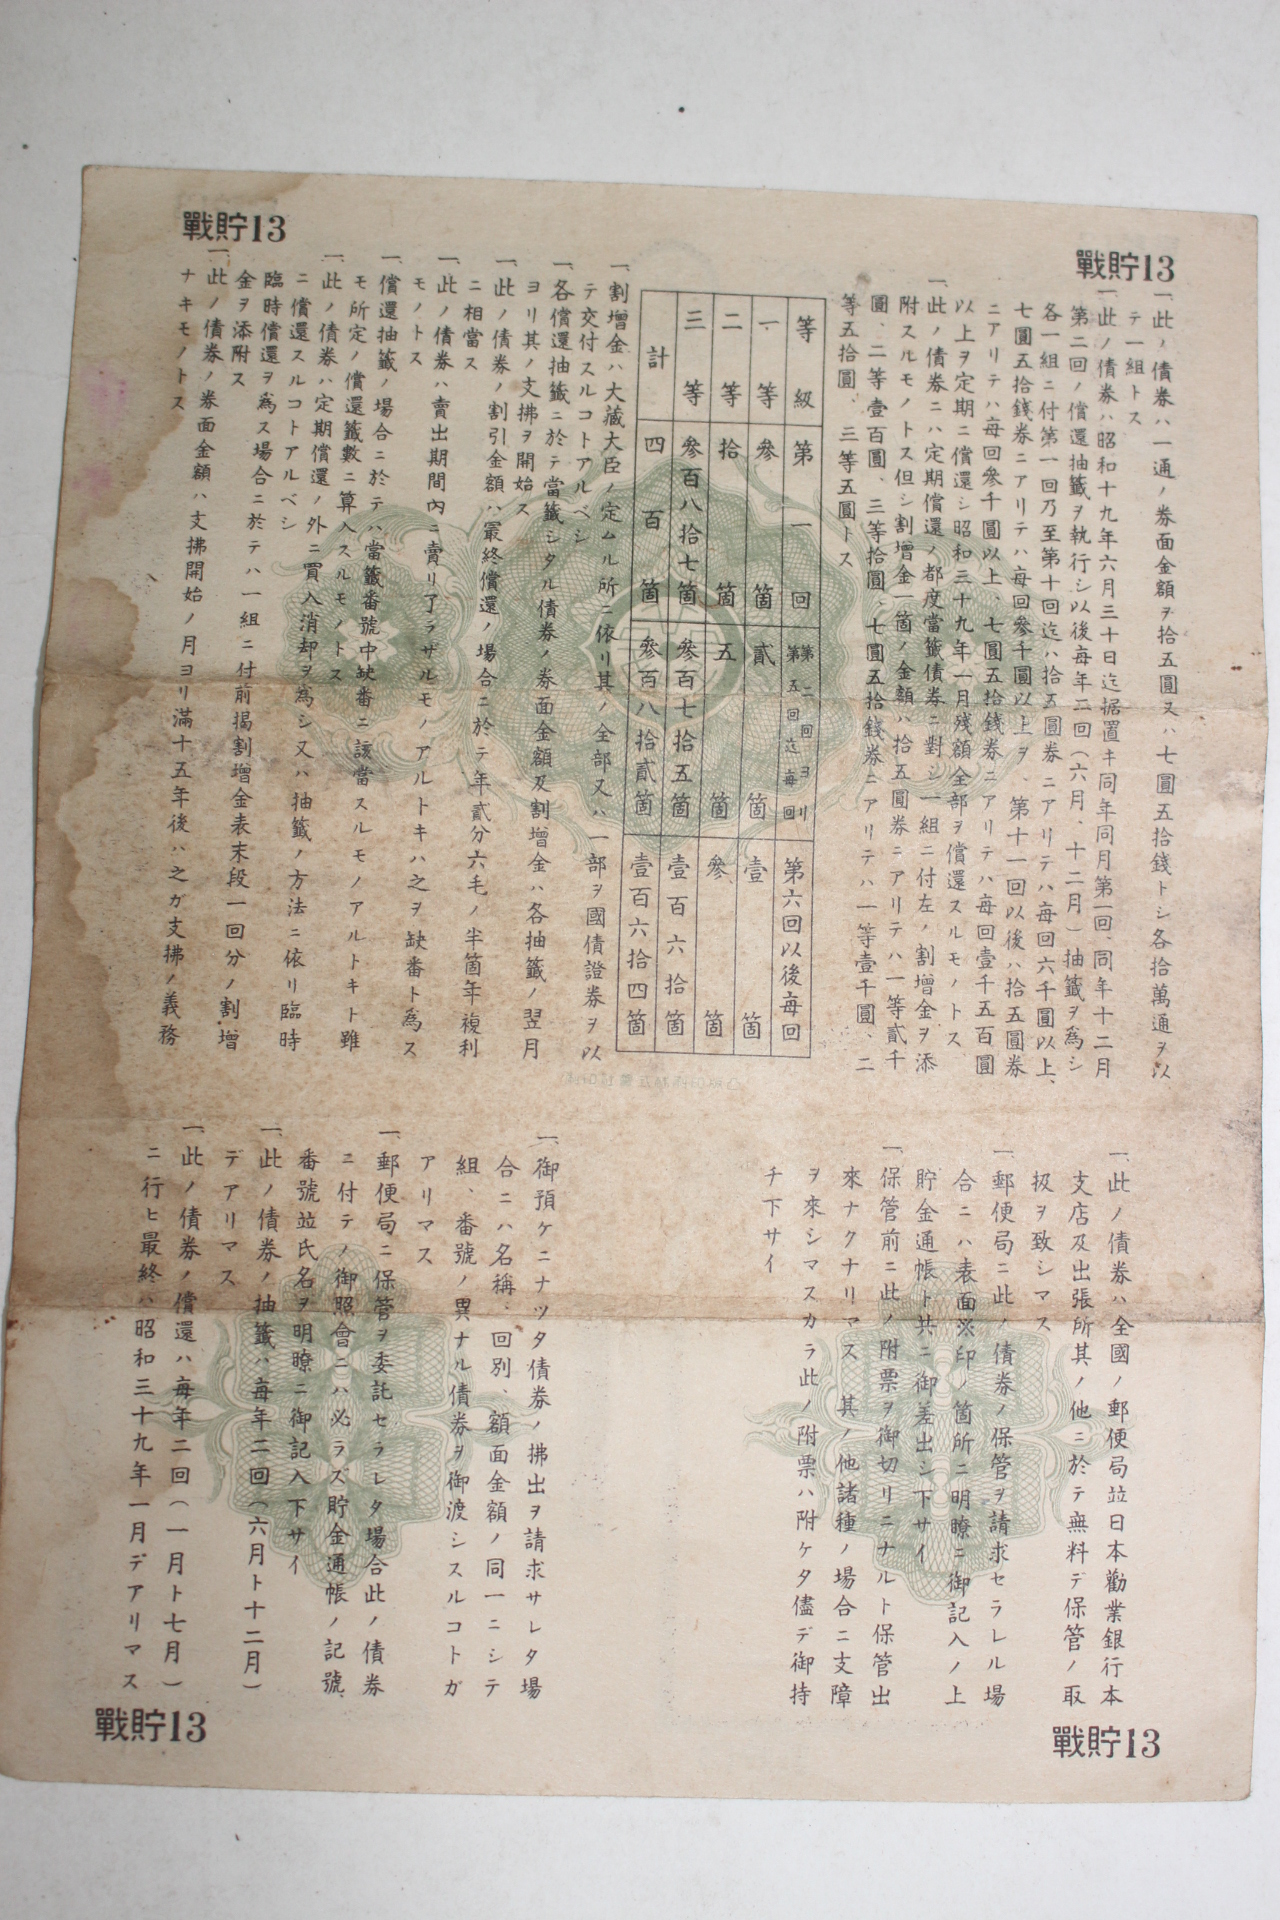 戰貯13
戰貯13
一、此ノ債券ハ一通ノ券面金額ヲ拾五圓又ハ七圓五拾錢トシ各拾萬通ヲ以
テ一組トス
一、此ノ債券ハ昭和十九年六月三十日迄据置キ同年同月第一回、同年十二月
第二回ノ償還抽籤ヲ執行シ以後每年二回(六月、十二月)抽籤ヲ爲シ
各一組ニ付第一回乃至第十回迄ハ拾五圓券ニアリテハ每回六千圓以上、
七圓五拾錢券ニアリテハ每回參千圓以上ヲ、第十一回以後ハ拾五圓券
ニアリテハ每回參千圓以上、七圓五拾錢券ニアリテハ每回壹千五百圓
以上ヲ定期ニ償還シ昭和三十九年一月殘額全部ヲ償還スルモノトス
一、此ノ債券ニハ定期償還ノ都度當籤債券ニ對シ一組ニ付左ノ割增金ヲ添
附スルモノトス但シ割增金一箇ノ金額ハ拾五圓券ニアリテハ一等貳千
圓、二等壹百圓、三等拾圓、七圓五拾錢券ニアリテハ一等壹千圓、二
等五拾圓、三等五圓トス
等級 第一回 第二回ヨリ第五回迄每回 第六回以後每回
一等 參箇 貳箇 壹箇
二等 拾箇 五箇 參箇
三等 參百八拾七箇 參百七拾五箇 壹百六拾箇
計 四百箇 參百八拾貳箇 壹百六拾四箇
一、割增金ハ大藏大臣ノ定ムル所ニ依リ其ノ全部又ハ一部ヲ國債證券ヲ以
テ交付スルコトアルベシ
一、各償還抽籤ニ於テ當籤シタル債券ノ券面金額及割增金ハ各抽籤ノ翌月
ヨリ其ノ支拂ヲ開始ス
一、此ノ債券ノ割引金額ハ最終償還ノ場合ニ於テ年貳分六毛ノ半箇年複利
ニ相當ス
一、此ノ債券ハ賣出期間內ニ賣リ了ラザルモノアルトキハ之ヲ缺番ト爲ス
モノトス
一、償還抽籤ノ場合ニ於テハ當籤番號中缺番ニ該當スルモノアルトキト雖
モ所定ノ償還籤數ニ算入スルモノトス
一、此ノ債券ハ定期償還ノ外ニ買入消却ヲ爲シ又ハ抽籤ノ方法ニ依リ臨時
ニ償還スルコトアルベシ
臨時償還ヲ爲ス場合ニ於テハ一組ニ付前揭割增金表末段一回分ノ割增
金ヲ添附ス
一、此ノ債券ノ券面金額ハ支拂開始ノ月ヨリ滿十五年後ハ之ガ支拂ノ義務
ナキモノトス
一、此ノ債券ハ全國ノ郵便局竝日本勸業銀行本
支店及出張所其ノ他ニ於テ無料デ保管ノ取
扱ヲ致シマス
一、郵便局ニ此ノ債券ノ保管ヲ請求セラレル場
合ニハ表面※印ノ箇所ニ明瞭ニ御記入ノ上
貯金通帳ト共ニ御差出シ下サイ
一、保管前ニ此ノ附票ヲ御切リニナルト保管出
來ナクナリマス 其ノ他諸種ノ場合ニ支障
ヲ來シマスカラ此ノ附票ハ附ケタ儘デ御持
チ下サイ
一、御預ケニナツタ債券ノ拂出ヲ請求サレタ場
合ニハ名稱、回別、額面金額ノ同一ニシテ
組、番號ノ異ナル債券ヲ御渡シスルコトガ
アリマス
一、郵便局ニ保管ヲ委託セラレタ場合此ノ債券
ニ付テノ御照會ニハ必ラズ貯金通帳ノ記號、
番號竝氏名ヲ明瞭ニ御記入下サイ
一、此ノ債券ノ抽籤ハ每年二回(六月ト十二月)
デアリマス
一、此ノ債券ノ償還ハ每年二回(一月ト七月)
ニ行ヒ最終ハ昭和三十九年一月デアリマス
戰貯13
戰貯13